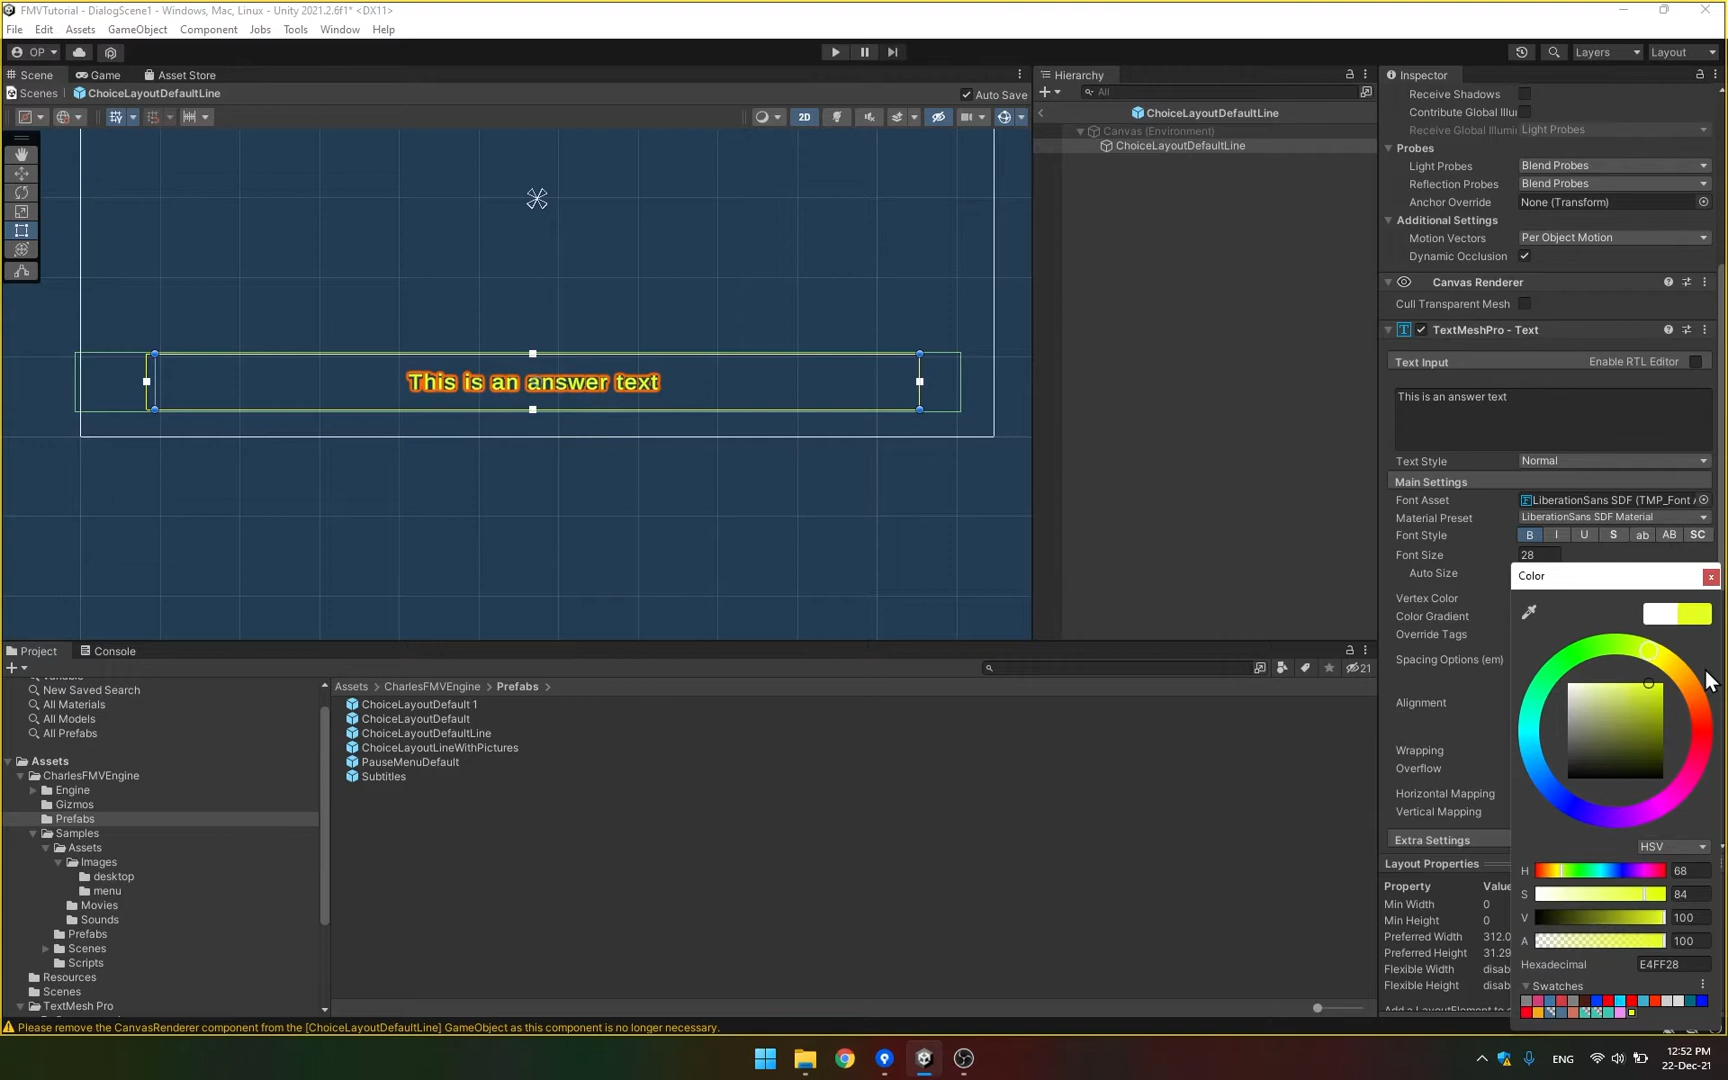 FMVTutorial - DialogScene1 - Windows, Mac, Linux - Unity 2021.2.6f1* <DX11>
File Edit Assets GameObject Component Jobs Tools Window Help
OP Layers Layout
Scene Game Asset Store
Scenes ChoiceLayoutDefaultLine Auto Save
2D
This is an answer text
Hierarchy
All
ChoiceLayoutDefaultLine
Canvas (Environment)
ChoiceLayoutDefaultLine
Inspector
Receive Shadows
Contribute Global Illu
Receive Global Illumin Light Probes
Probes
Light Probes Blend Probes
Reflection Probes Blend Probes
Anchor Override None (Transform)
Additional Settings
Motion Vectors Per Object Motion
Dynamic Occlusion
Canvas Renderer
Cull Transparent Mesh
TextMeshPro - Text
Text Input Enable RTL Editor
This is an answer text
Text Style Normal
Main Settings
Font Asset LiberationSans SDF (TMP_Font A
Material Preset LiberationSans SDF Material
Font Style B I U S ab AB SC
Font Size 28
Auto Size
Vertex Color
Color Gradient
Override Tags
Spacing Options (em)
Alignment
Wrapping
Overflow
Horizontal Mapping
Vertical Mapping
Extra Settings
Layout Properties
Property Value
Min Width 0
Min Height 0
Preferred Width 312.0
Preferred Height 31.29
Flexible Width disab
Flexible Height disab
Color
HSV
H 68
S 84
V 100
A 100
Hexadecimal E4FF28
Swatches
Project Console
21
New Saved Search
All Materials
All Models
All Prefabs
Assets
CharlesFMVEngine
Engine
Gizmos
Prefabs
Samples
Assets
Images
desktop
menu
Movies
Sounds
Prefabs
Scenes
Scripts
Resources
Scenes
TextMesh Pro
Assets > CharlesFMVEngine > Prefabs >
ChoiceLayoutDefault 1
ChoiceLayoutDefault
ChoiceLayoutDefaultLine
ChoiceLayoutLineWithPictures
PauseMenuDefault
Subtitles
Please remove the CanvasRenderer component from the [ChoiceLayoutDefaultLine] GameObject as this component is no longer necessary.
ENG
12:52 PM
22-Dec-21